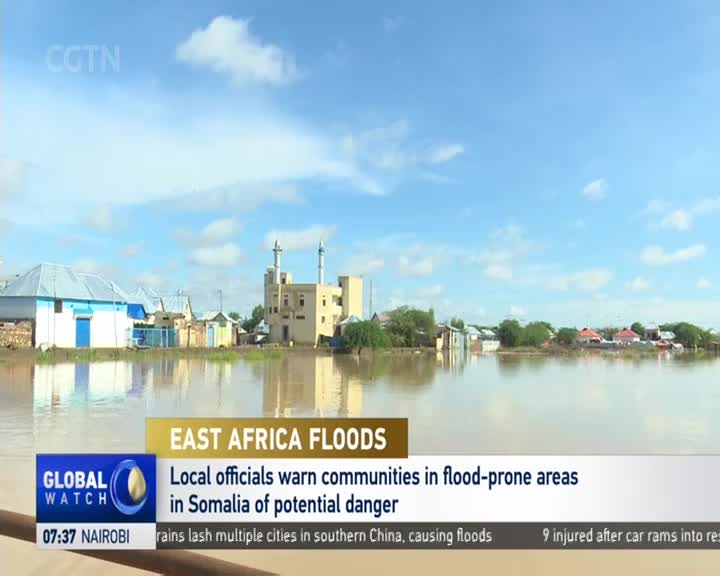 CGTN
EAST AFRICA FLOODS
Local officials warn communities in flood-prone areas
in Somalia of potential danger
GLOBAL
WATCH
07:37 NAIROBI
rains lash multiple cities in southern China, causing floods 9 injured after car rams into